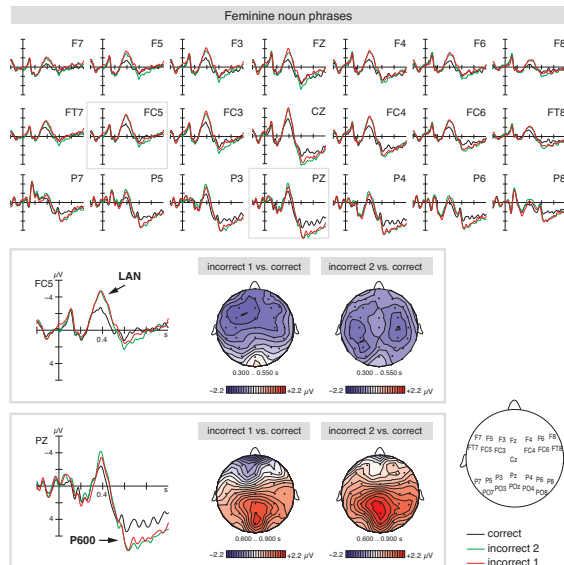 Feminine noun phrases
F7 F5 F3 FZ F4 F6 F8
FT7 FC5 FC3 CZ FC4 FC6 FT8
P7 P5 P3 PZ P4 P6 P8
µV
FC5
−4
LAN
0.4
s
4
incorrect 1 vs. correct
incorrect 2 vs. correct
0.300 .. 0.550 s
0.300 .. 0.550 s
−2.2 +2.2 µV
−2.2 +2.2 µV
µV
PZ
−4
0.4
s
4
P600
incorrect 1 vs. correct
incorrect 2 vs. correct
0.600 .. 0.900 s
0.600 .. 0.900 s
−2.2 +2.2 µV
−2.2 +2.2 µV
F7 F5 F3 Fz F4 F6 F8
FT7 FC5 FC3 FC4 FC6 FT8
Cz
P7 P5 P3 Pz P4 P6 P8
PO7 PO3 POz PO4 PO8
correct
incorrect 2
incorrect 1